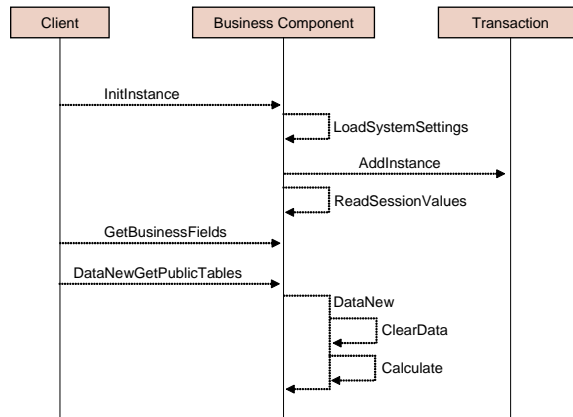 Client
Business Component
Transaction
InitInstance
LoadSystemSettings
AddInstance
ReadSessionValues
GetBusinessFields
DataNewGetPublicTables
DataNew
ClearData
Calculate